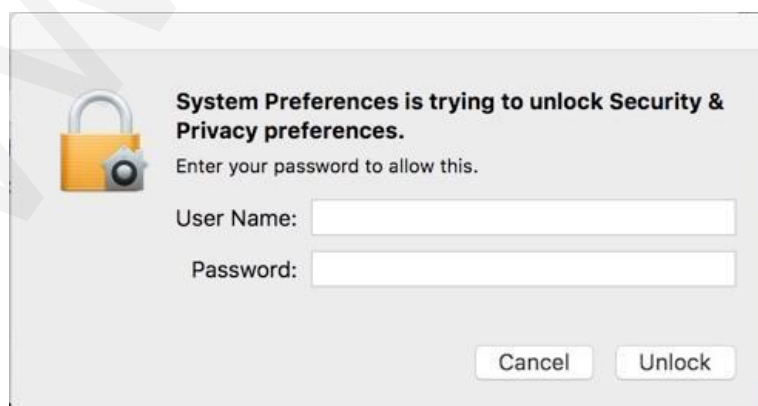 System Preferences is trying to unlock Security &
Privacy preferences.
Enter your password to allow this.
User Name:
Password:
Cancel Unlock